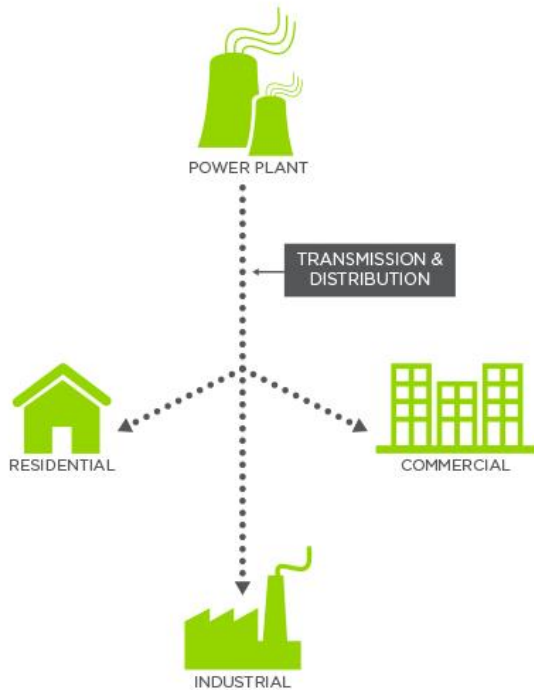 POWER PLANT
TRANSMISSION &
DISTRIBUTION
RESIDENTIAL
COMMERCIAL
INDUSTRIAL